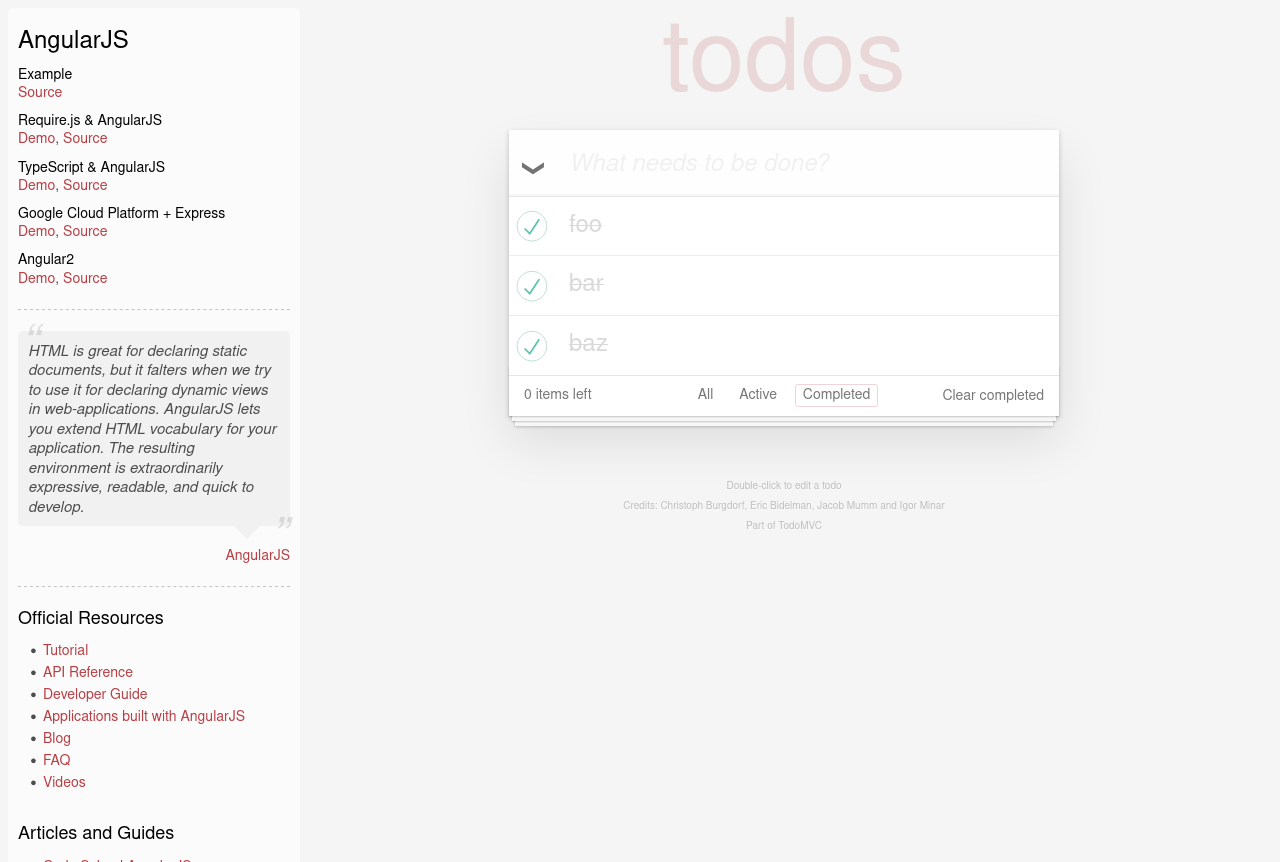 AngularJS
Example
Source
Require.js & AngularJS
Demo, Source
TypeScript & AngularJS
Demo, Source
Google Cloud Platform + Express
Demo, Source
Angular2
Demo, Source
“
HTML is great for declaring static
documents, but it falters when we try
to use it for declaring dynamic views
in web-applications. AngularJS lets
you extend HTML vocabulary for your
application. The resulting
environment is extraordinarily
expressive, readable, and quick to
develop.
”
AngularJS
Official Resources
• Tutorial
• API Reference
• Developer Guide
• Applications built with AngularJS
• Blog
• FAQ
• Videos
Articles and Guides
todos
What needs to be done?
foo
bar
baz
0 items left All Active Completed Clear completed
Double-click to edit a todo
Credits: Christoph Burgdorf, Eric Bidelman, Jacob Mumm and Igor Minar
Part of TodoMVC